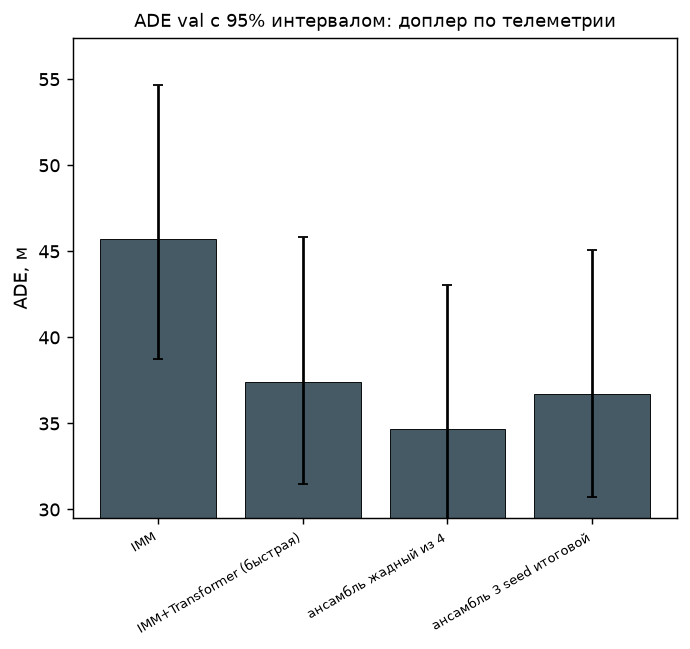 ADE val с 95% интервалом: доплер по телеметрии
ADE, м
55
50
45
40
35
30
IMM
IMM+Transformer (быстрая)
ансамбль жадный из 4
ансамбль 3 seed итоговой